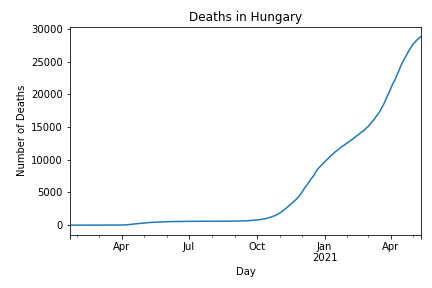 Deaths in Hungary
30000
25000
20000
15000
10000
5000
0
Number of Deaths
Apr
Jul
Oct
Jan
2021
Apr
Day